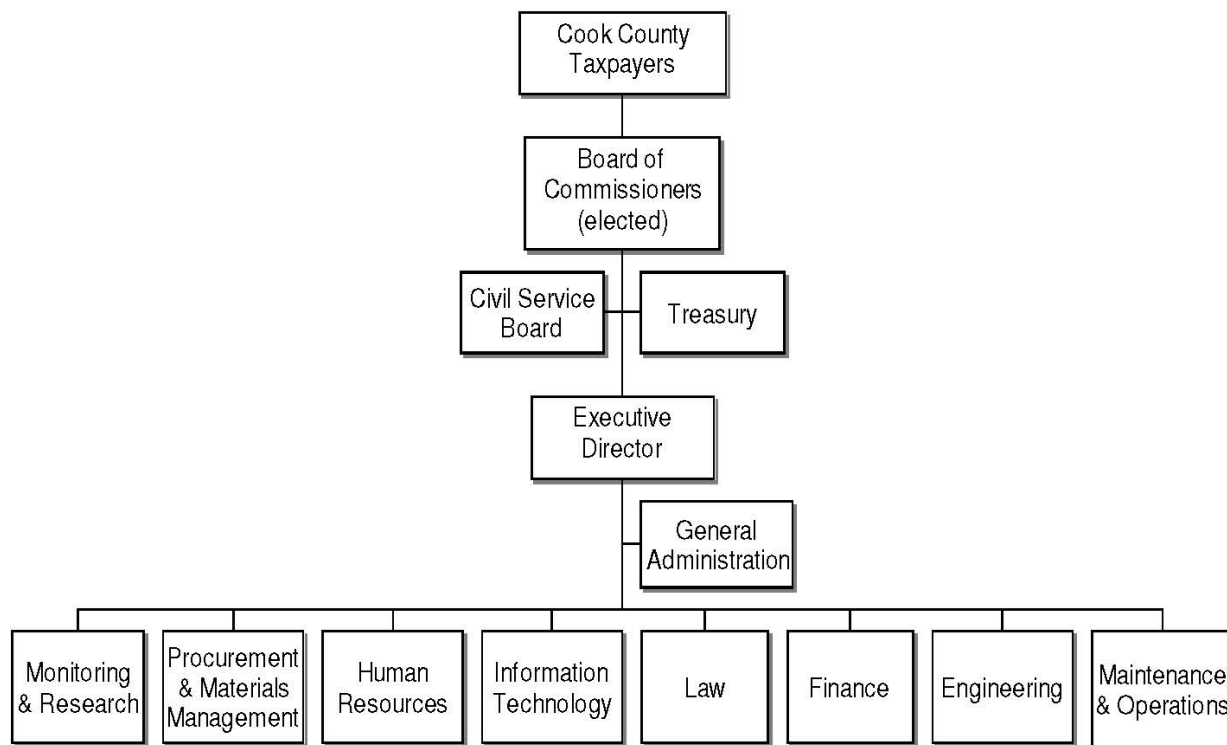 Cook County
Taxpayers
Board of
Commissioners
(elected)
Civil Service
Board
Treasury
Executive
Director
General
Administration
Monitoring
& Research
Procurement
& Materials
Management
Human
Resources
Information
Technology
Law
Finance
Engineering
Maintenance
& Operations